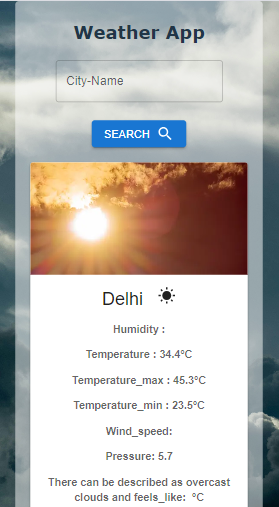 Weather App
City-Name
SEARCH
Delhi
Humidity :
Temperature : 34.4°C
Temperature_max : 45.3°C
Temperature_min : 23.5°C
Wind_speed:
Pressure: 5.7
There can be described as overcast
clouds and feels_like:  °C